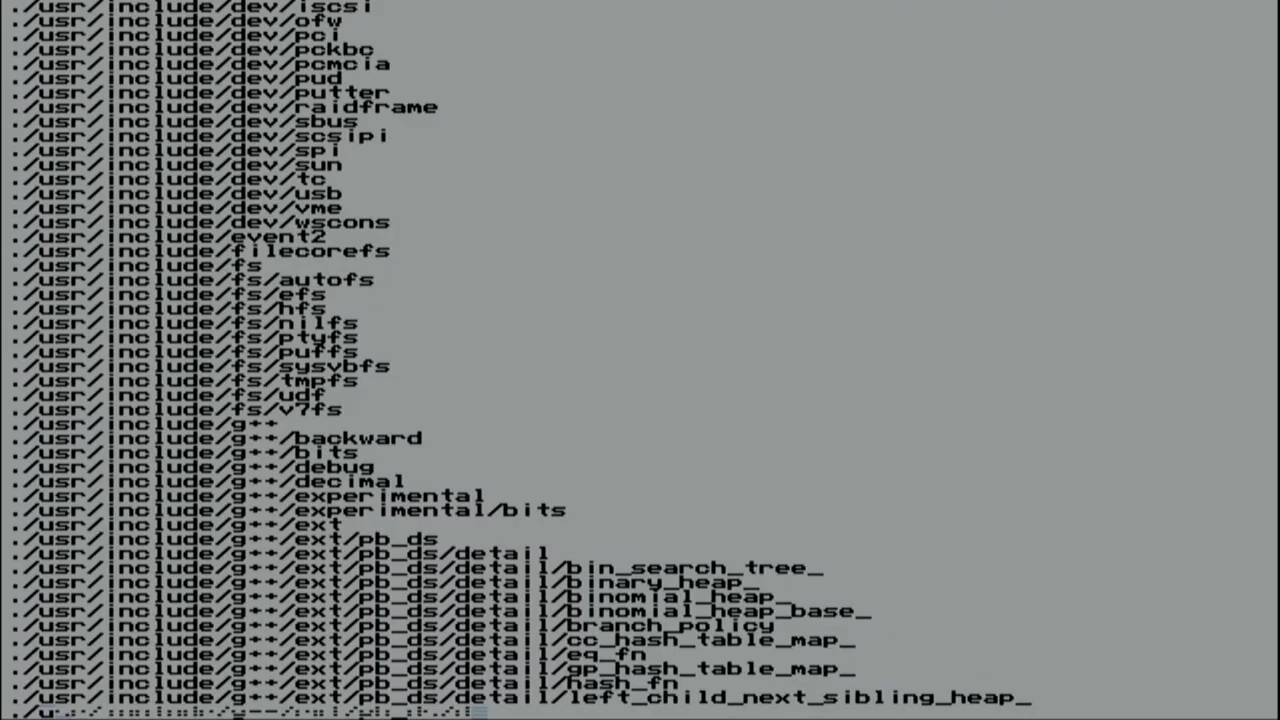 ./usr/include/dev/iscsi
./usr/include/dev/ofw
./usr/include/dev/pci
./usr/include/dev/pckbc
./usr/include/dev/pcmcia
./usr/include/dev/pud
./usr/include/dev/putter
./usr/include/dev/raidframe
./usr/include/dev/sbus
./usr/include/dev/scsipi
./usr/include/dev/spi
./usr/include/dev/sun
./usr/include/dev/tc
./usr/include/dev/usb
./usr/include/dev/vme
./usr/include/dev/wscons
./usr/include/event2
./usr/include/filecorefs
./usr/include/fs
./usr/include/fs/autofs
./usr/include/fs/efs
./usr/include/fs/hfs
./usr/include/fs/nilfs
./usr/include/fs/ptyfs
./usr/include/fs/puffs
./usr/include/fs/sysvbfs
./usr/include/fs/tmpfs
./usr/include/fs/udf
./usr/include/fs/v7fs
./usr/include/g++
./usr/include/g++/backward
./usr/include/g++/bits
./usr/include/g++/debug
./usr/include/g++/decimal
./usr/include/g++/experimental
./usr/include/g++/experimental/bits
./usr/include/g++/ext
./usr/include/g++/ext/pb_ds
./usr/include/g++/ext/pb_ds/detail
./usr/include/g++/ext/pb_ds/detail/bin_search_tree_
./usr/include/g++/ext/pb_ds/detail/binary_heap_
./usr/include/g++/ext/pb_ds/detail/binomial_heap_
./usr/include/g++/ext/pb_ds/detail/binomial_heap_base_
./usr/include/g++/ext/pb_ds/detail/branch_policy
./usr/include/g++/ext/pb_ds/detail/cc_hash_table_map_
./usr/include/g++/ext/pb_ds/detail/eq_fn
./usr/include/g++/ext/pb_ds/detail/gp_hash_table_map_
./usr/include/g++/ext/pb_ds/detail/hash_fn
./usr/include/g++/ext/pb_ds/detail/left_child_next_sibling_heap_